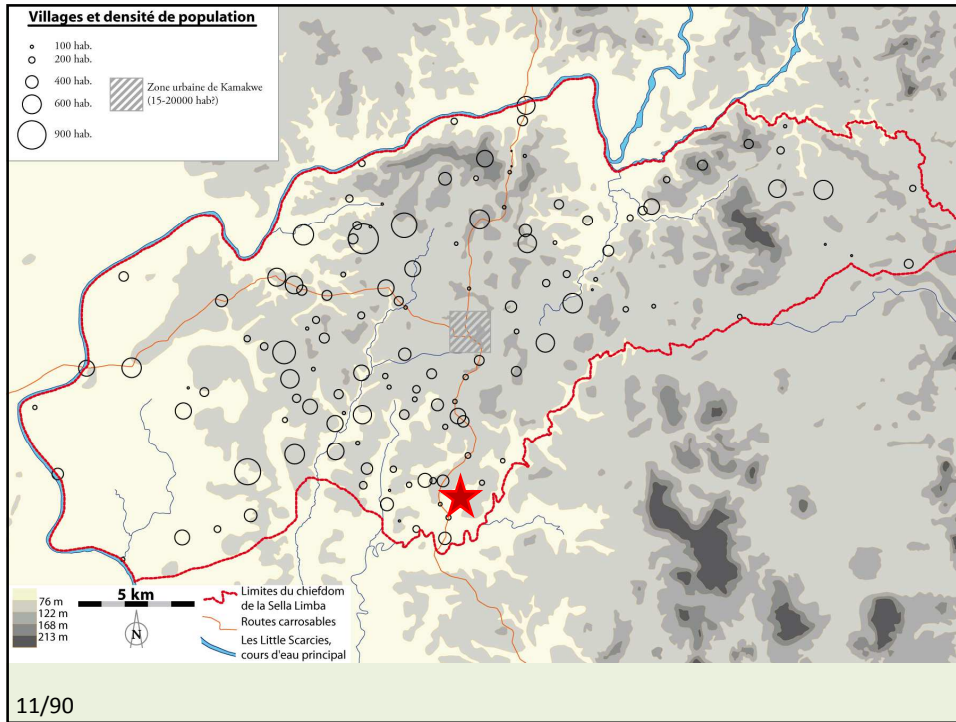 Villages et densité de population
100 hab.
200 hab.
400 hab.
600 hab.
900 hab.
Zone urbaine de Kamakwe
(15-20000 hab?)
76 m
122 m
168 m
213 m
5 km
N
Limites du chiefdom
de la Sella Limba
Routes carrosables
Les Little Scarcies,
cours d'eau principal
11/90